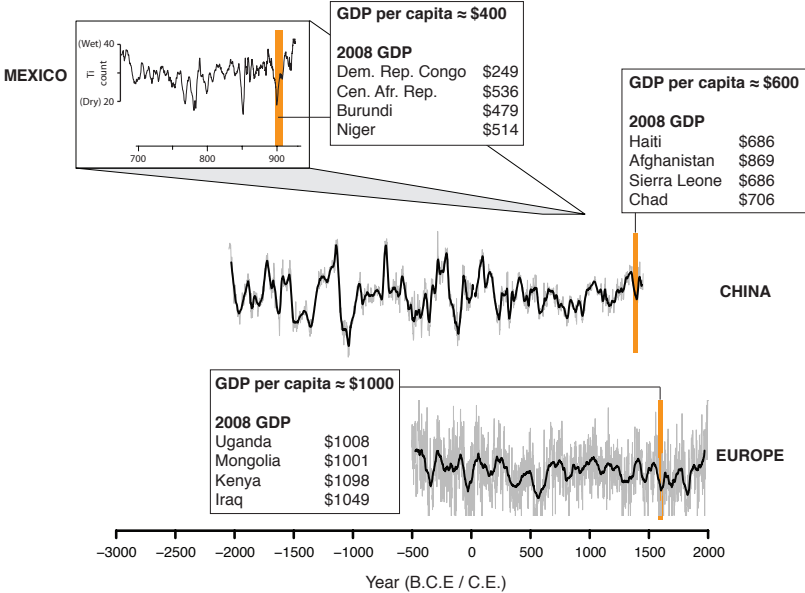 GDP per capita ≈ $400
2008 GDP
Dem. Rep. Congo $249
Cen. Afr. Rep. $536
Burundi $479
Niger $514
MEXICO
(Wet) 40
Ti
count
(Dry) 20
700 800 900
GDP per capita ≈ $600
2008 GDP
Haiti $686
Afghanistan $869
Sierra Leone $686
Chad $706
CHINA
GDP per capita ≈ $1000
2008 GDP
Uganda $1008
Mongolia $1001
Kenya $1098
Iraq $1049
EUROPE
−3000 −2500 −2000 −1500 −1000 −500 0 500 1000 1500 2000
Year (B.C.E / C.E.)